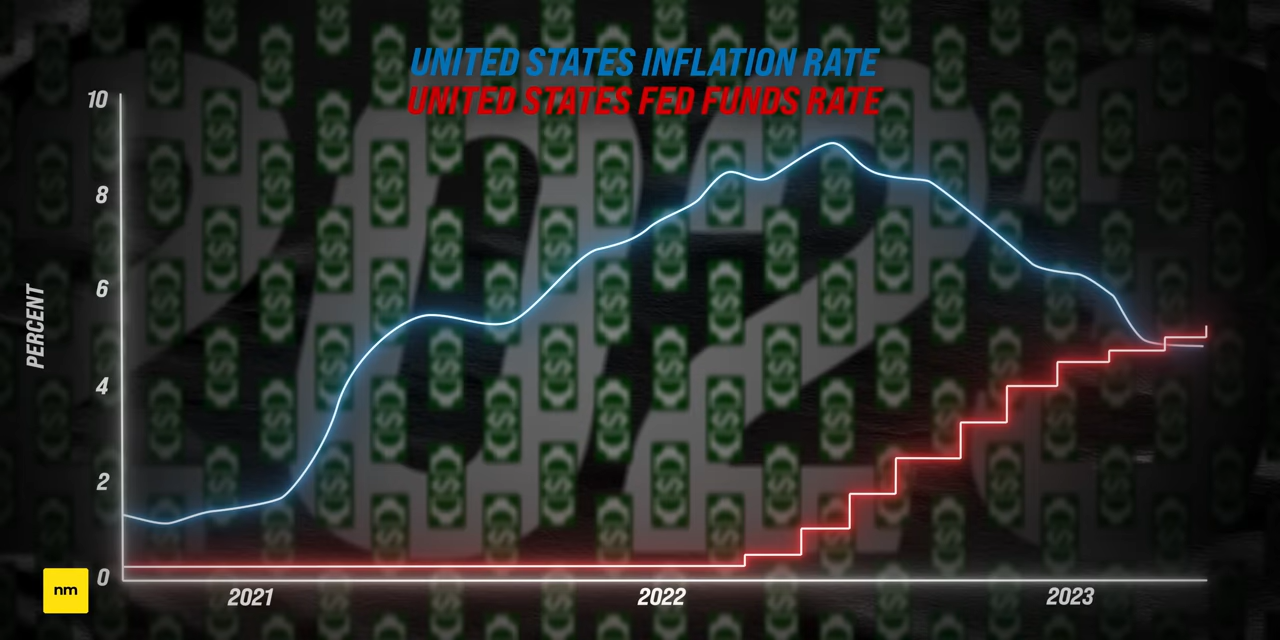 UNITED STATES INFLATION RATE
UNITED STATES FED FUNDS RATE
10
8
6
4
2
0
PERCENT
2021
2022
2023
nm